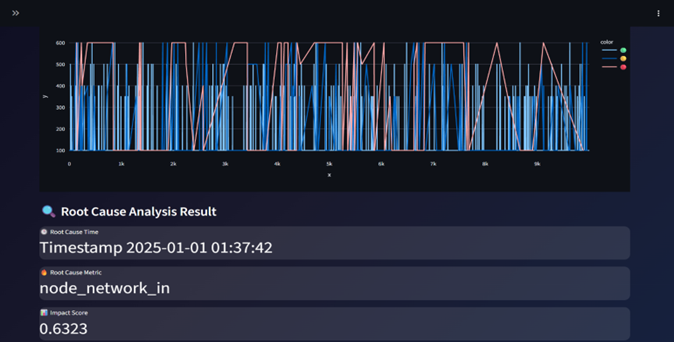 color
600
500
y
400
300
200
100
0
1k
2k
3k
4k
5k
6k
7k
8k
9k
x
Root Cause Analysis Result
Root Cause Time
Timestamp 2025-01-01 01:37:42
Root Cause Metric
node_network_in
Impact Score
0.6323